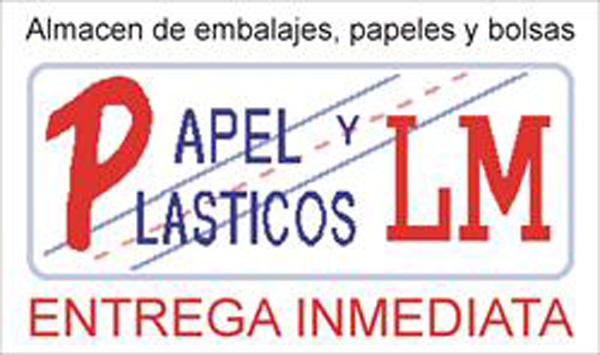 Almacen de embalajes, papeles y bolsas
PAPEL Y
PLASTICOS
LM
ENTREGA INMEDIATA